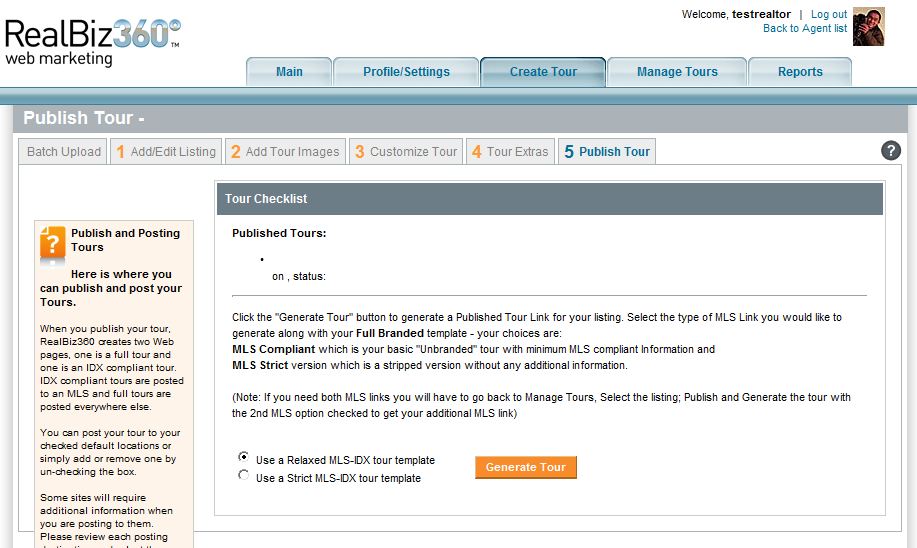 Welcome, testrealtor | Log out
Back to Agent list
RealBiz360°™
web marketing
Main
Profile/Settings
Create Tour
Manage Tours
Reports
Publish Tour -
Batch Upload
1 Add/Edit Listing
2 Add Tour Images
3 Customize Tour
4 Tour Extras
5 Publish Tour
?
?
Publish and Posting
Tours
Here is where you
can publish and post your
Tours.
When you publish your tour,
RealBiz360 creates two Web
pages, one is a full tour and
one is an IDX compliant tour.
IDX compliant tours are posted
to an MLS and full tours are
posted everywhere else.
You can post your tour to your
checked default locations or
simply add or remove one by
un-checking the box.
Some sites will require
additional information when
you are posting to them.
Please review each posting
Tour Checklist
Published Tours:
•
on , status:
Click the "Generate Tour" button to generate a Published Tour Link for your listing. Select the type of MLS Link you would like to
generate along with your Full Branded template - your choices are:
MLS Compliant which is your basic "Unbranded" tour with minimum MLS compliant Information and
MLS Strict version which is a stripped version without any additional information.
(Note: If you need both MLS links you will have to go back to Manage Tours, Select the listing; Publish and Generate the tour with
the 2nd MLS option checked to get your additional MLS link)
Use a Relaxed MLS-IDX tour template
Use a Strict MLS-IDX tour template
Generate Tour